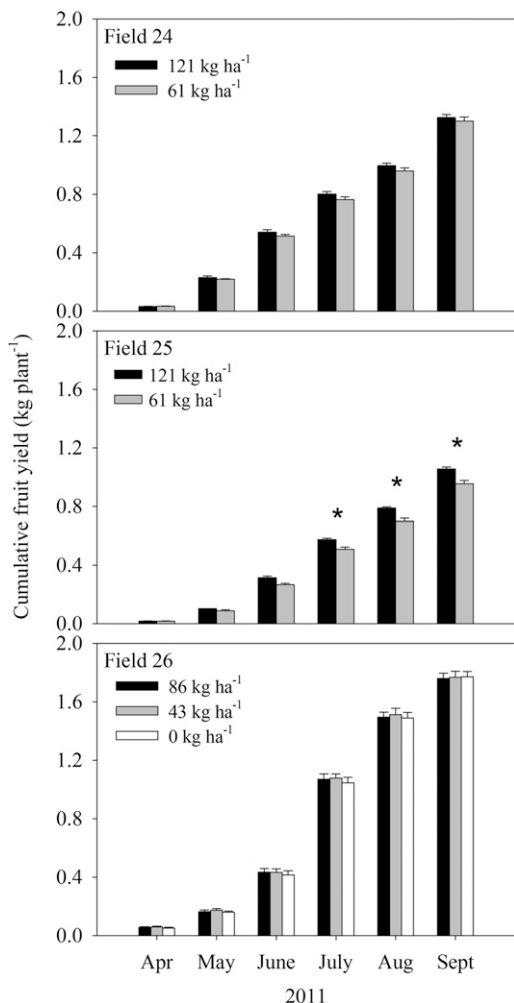 Cumulative fruit yield (kg plant⁻¹)
2.0
1.6
1.2
0.8
0.4
0.0
Field 24
121 kg ha⁻¹
61 kg ha⁻¹
2.0
1.6
1.2
0.8
0.4
0.0
Field 25
121 kg ha⁻¹
61 kg ha⁻¹
* * *
2.0
1.6
1.2
0.8
0.4
0.0
Field 26
86 kg ha⁻¹
43 kg ha⁻¹
0 kg ha⁻¹
Apr May June July Aug Sept
2011